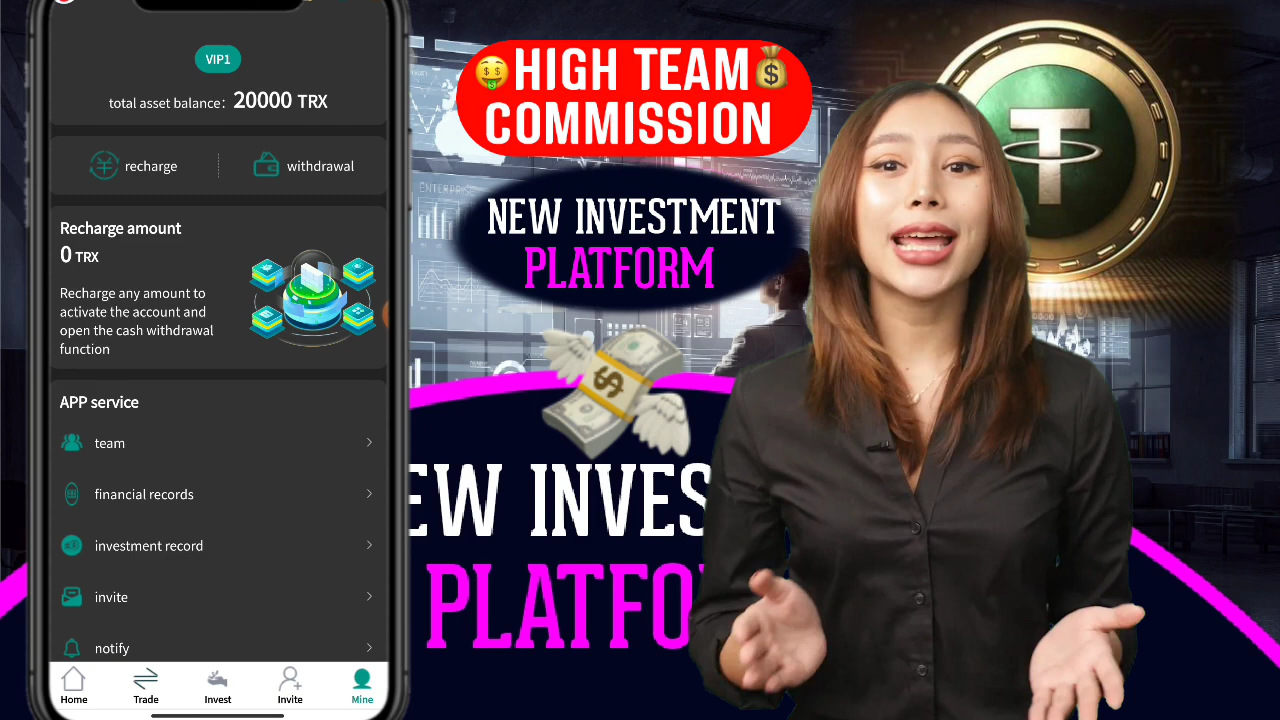 VIP1
total asset balance: 20000 TRX
recharge
withdrawal
Recharge amount
0 TRX
Recharge any amount to
activate the account and
open the cash withdrawal
function
APP service
team
financial records
investment record
invite
notify
Home
Trade
Invest
Invite
Mine
HIGH TEAM
COMMISSION
ENTERPRISE
NEW INVESTMENT
PLATFORM
EW INVES
PLATFO